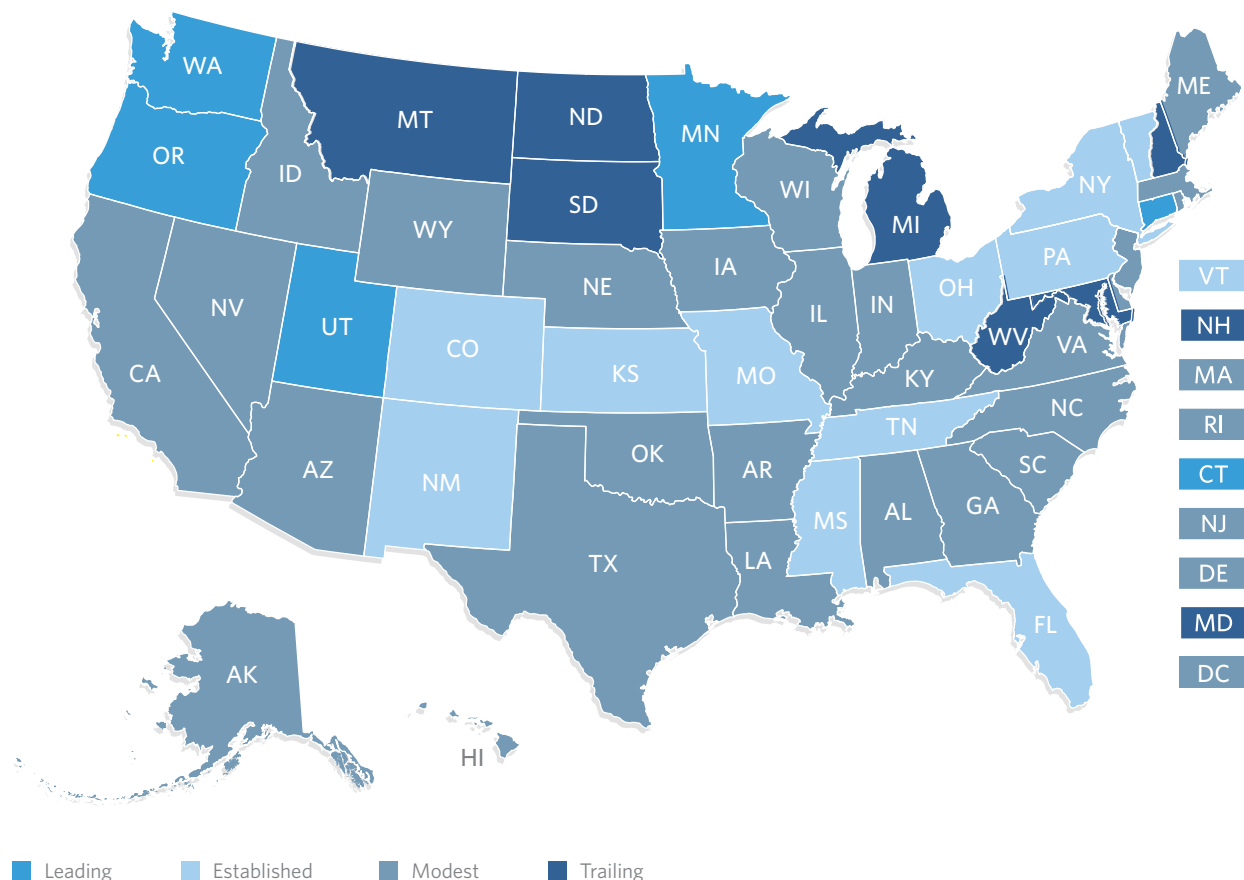 WA
MT
ND
MN
ME
OR
ID
SD
WI
NY
MI
WY
IA
PA
VT
NE
OH
NV
IL
IN
NH
UT
WV
CO
VA
CA
KS
MO
KY
MA
NC
RI
TN
OK
AZ
AR
SC
CT
NM
GA
MS
AL
NJ
TX
LA
DE
FL
MD
AK
DC
HI
Leading
Established
Modest
Trailing